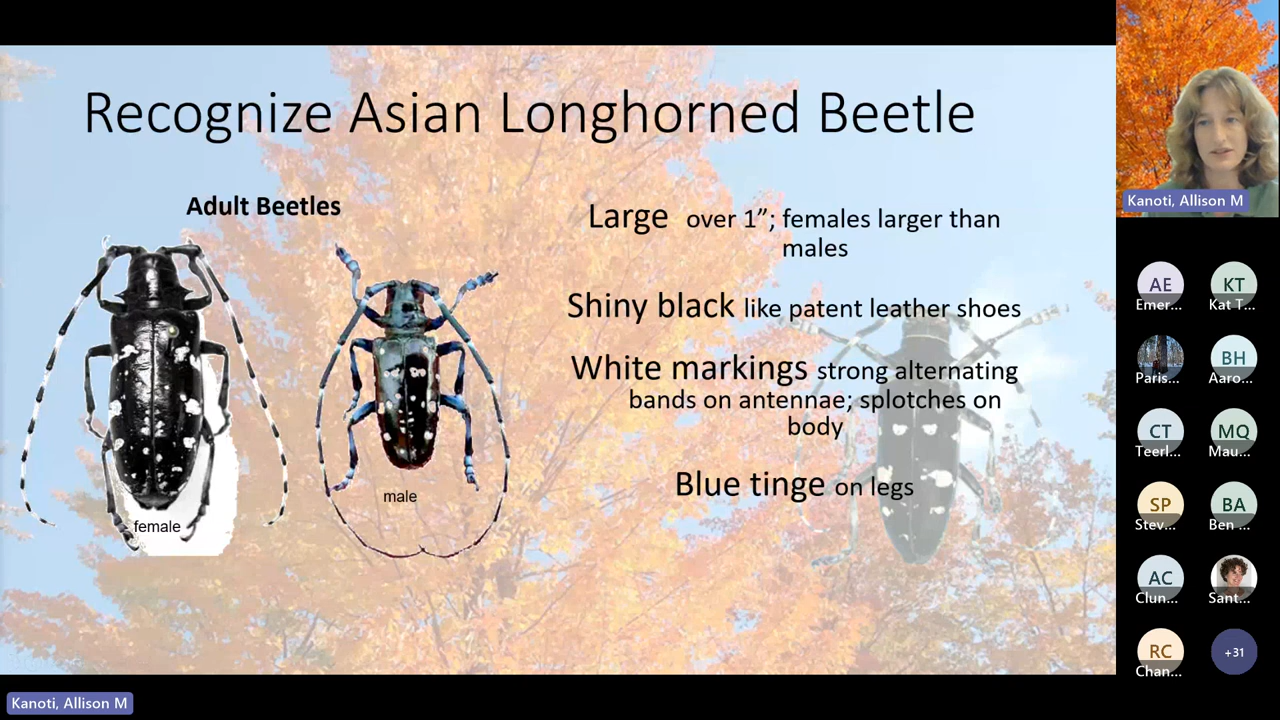 Recognize Asian Longhorned Beetle
Adult Beetles
female
male
Large over 1”; females larger than
males
Shiny black like patent leather shoes
White markings strong alternating
bands on antennae; splotches on
body
Blue tinge on legs
Kanoti, Allison M
AE
Emer...
KT
Kat T...
Paris...
BH
Aaro...
CT
Teerl...
MQ
Mau...
SP
Stev...
BA
Ben ...
AC
Clun...
Sant...
RC
Chan...
+31
Kanoti, Allison M